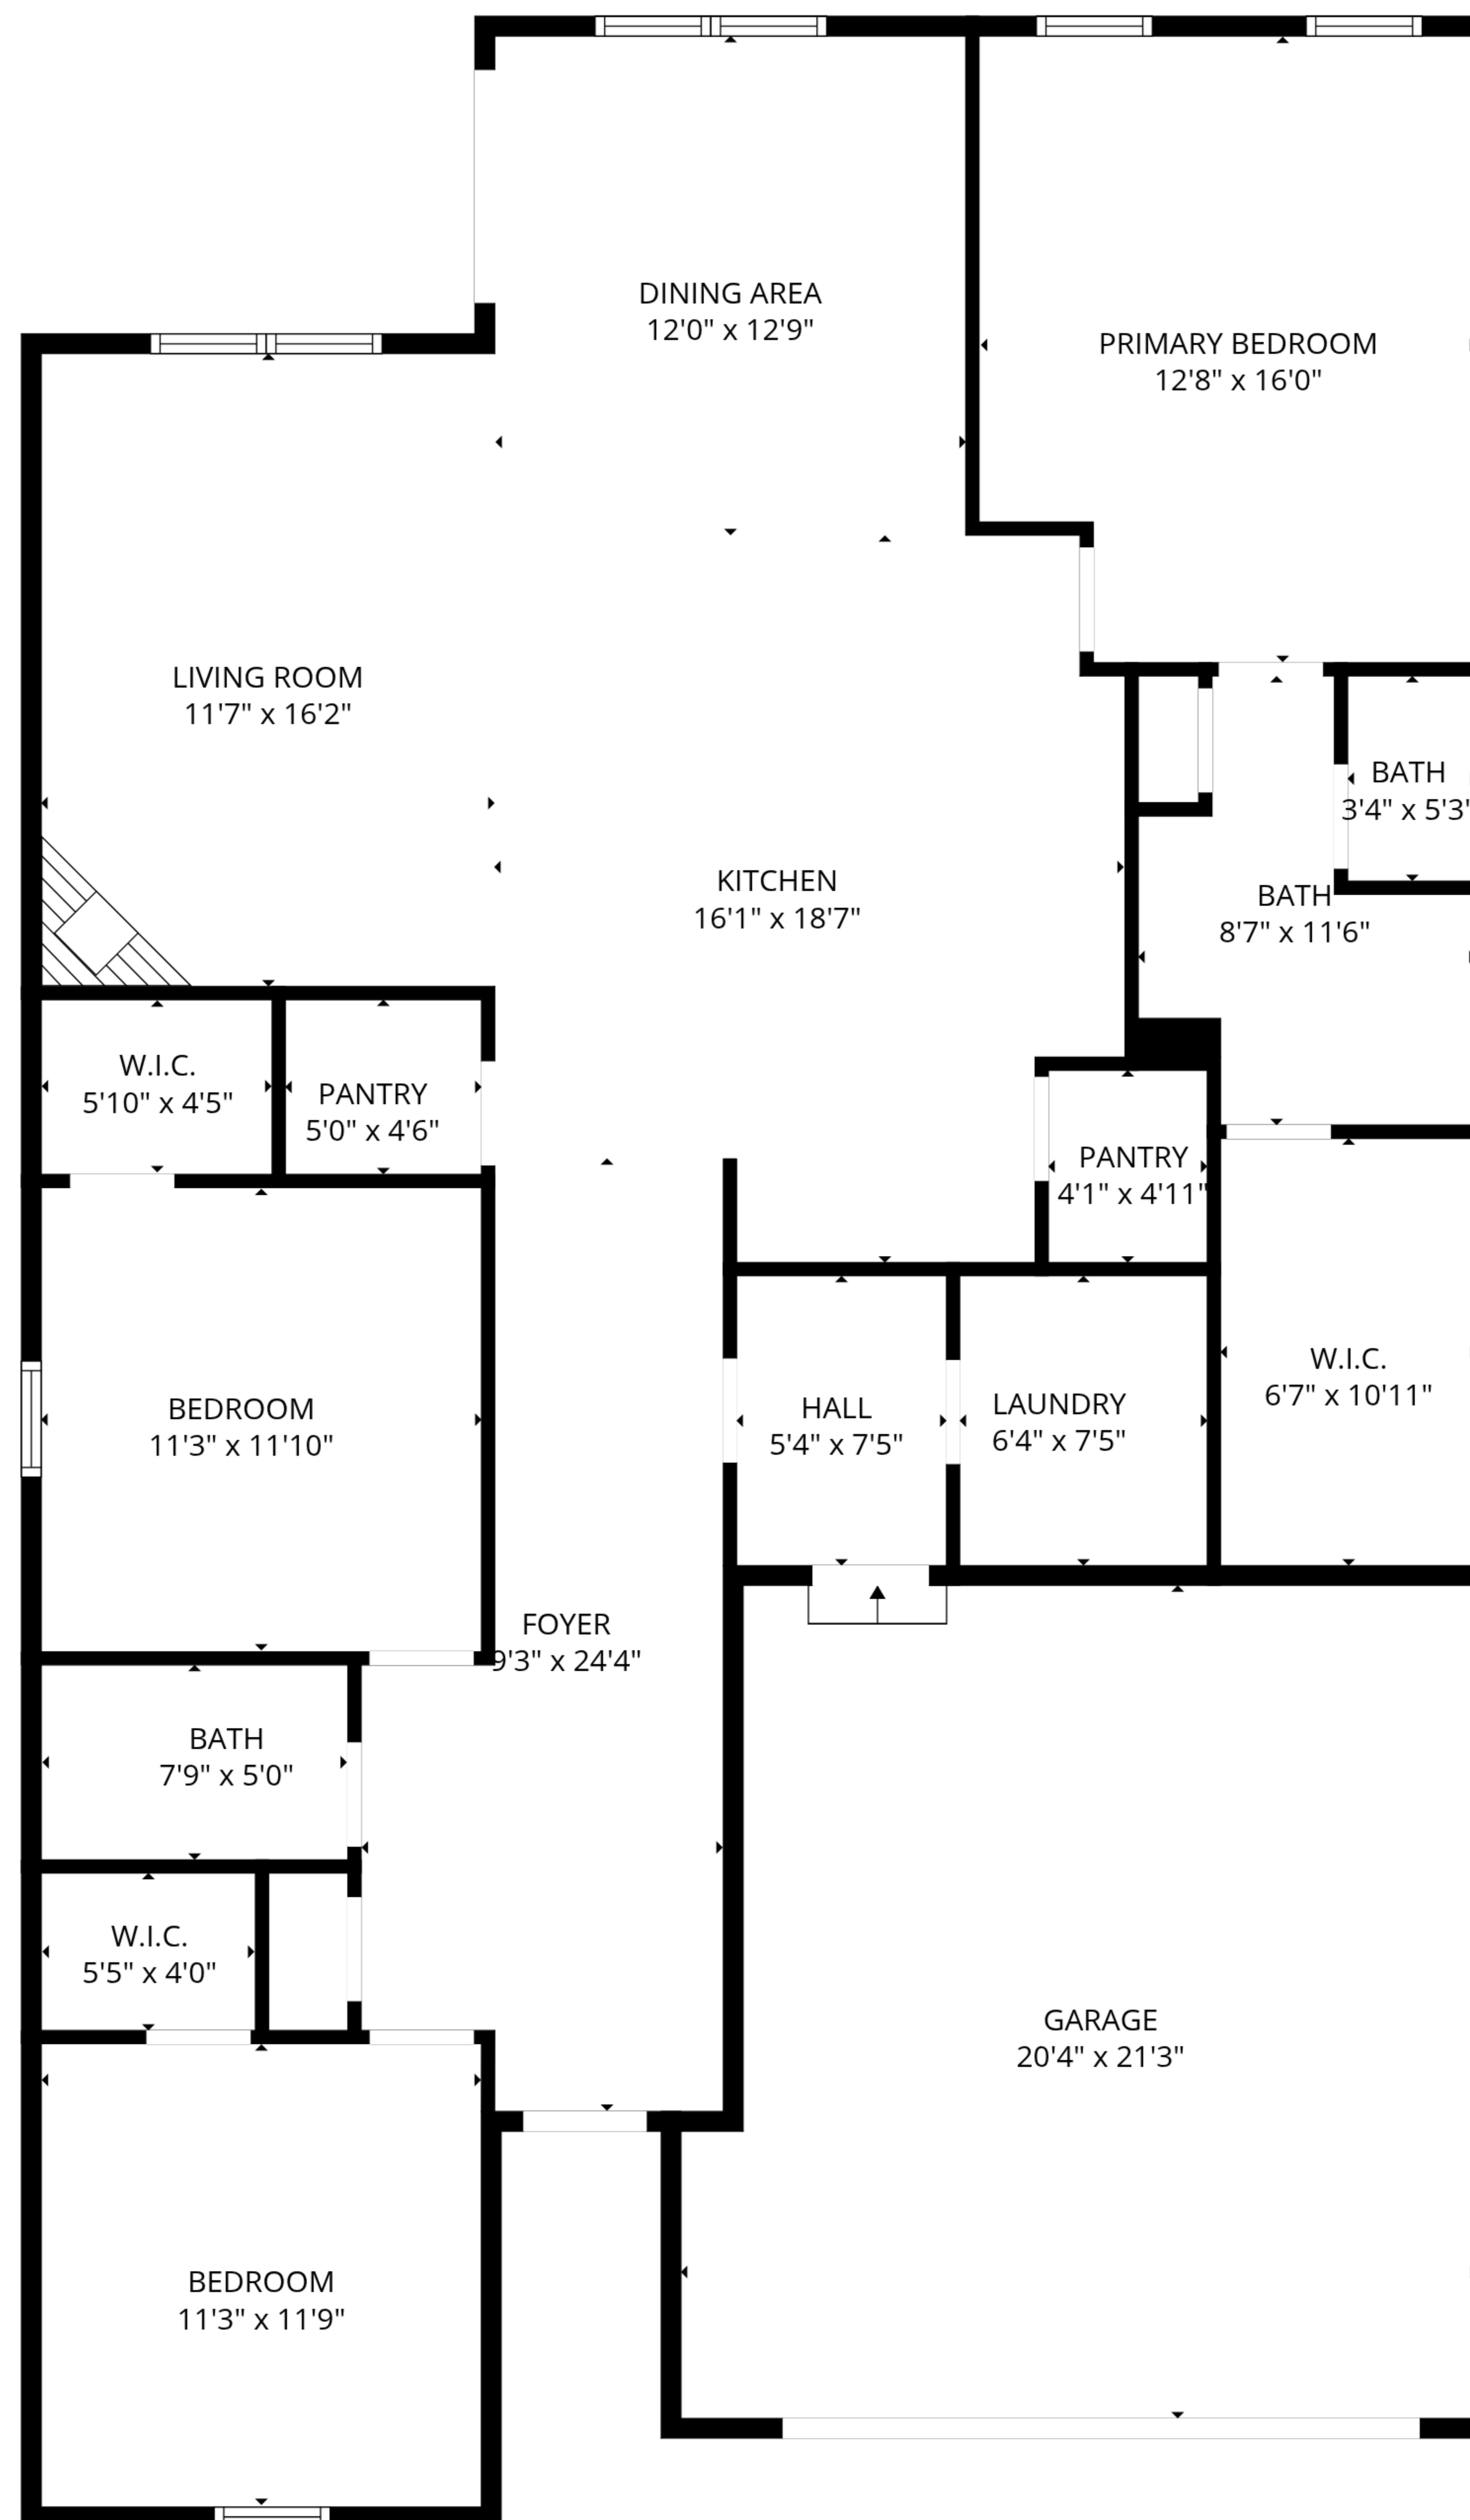 DINING AREA
12'0" x 12'9"
PRIMARY BEDROOM
12'8" x 16'0"
LIVING ROOM
11'7" x 16'2"
BATH
3'4" x 5'3'
KITCHEN
16'1" x 18'7"
BATH
8'7" x 11'6"
W.I.C.
5'10" x 4'5"
PANTRY
5'0" x 4'6"
PANTRY
4'1" x 4'11"
W.I.C.
6'7" x 10'11"
BEDROOM
11'3" x 11'10"
HALL
5'4" x 7'5"
LAUNDRY
6'4" x 7'5"
FOYER
9'3" x 24'4"
BATH
7'9" x 5'0"
W.I.C.
5'5" x 4'0"
GARAGE
20'4" x 21'3"
BEDROOM
11'3" x 11'9"